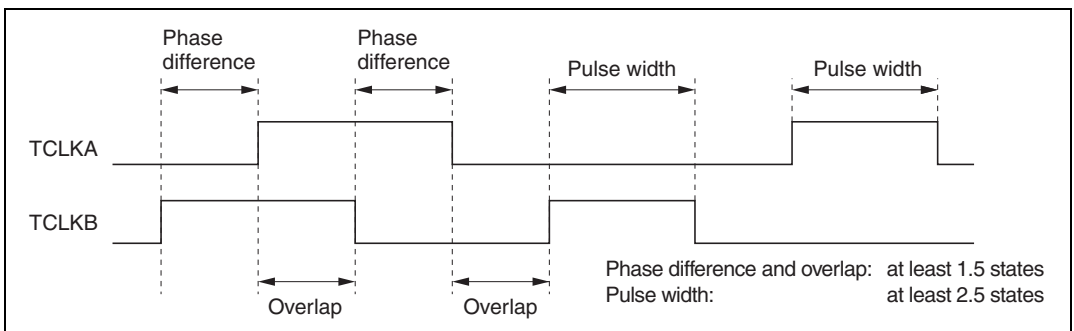 Phase
difference
Phase
difference
Pulse width
Pulse width
TCLKA
TCLKB
Overlap
Overlap
Phase difference and overlap: at least 1.5 states
Pulse width: at least 2.5 states